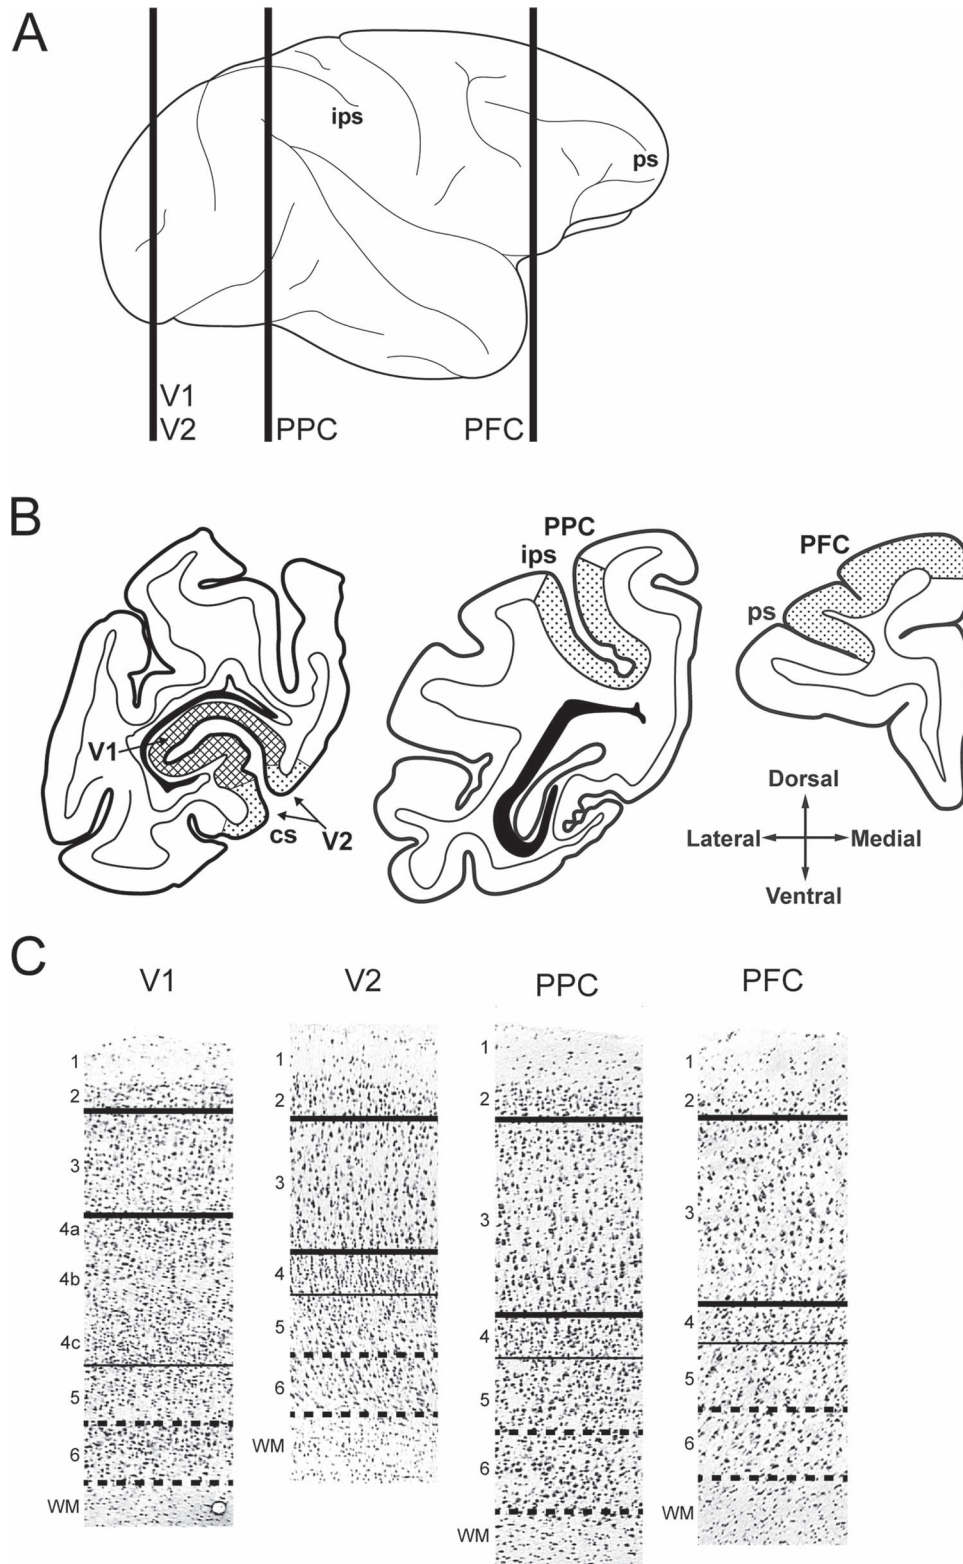 A
ips
ps
V1
V2
PPC
PFC
B
PPC
ips
PFC
ps
V1
cs
V2
Dorsal
Lateral
Medial
Ventral
C
V1
V2
PPC
PFC
1
2
3
4a
4b
4c
5
6
WM
1
2
3
4
5
6
WM
1
2
3
4
5
6
WM
1
2
3
4
5
6
WM